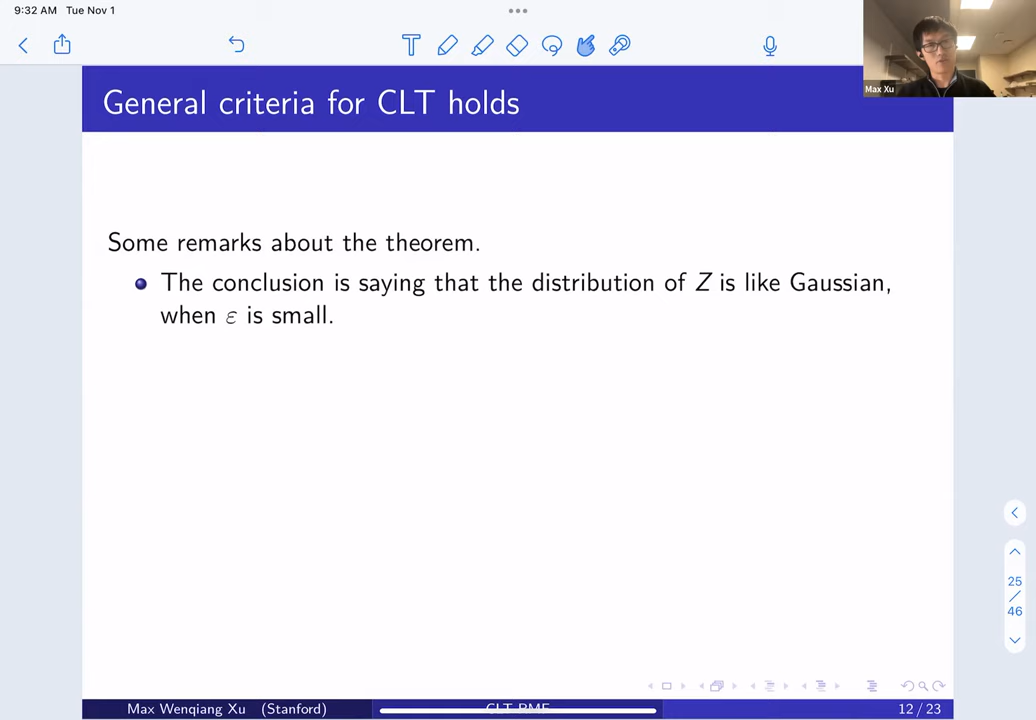 9:32 AM Tue Nov 1
Max Xu
General criteria for CLT holds
Some remarks about the theorem.
The conclusion is saying that the distribution of Z is like Gaussian,
when ε is small.
25
/
46
Max Wenqiang Xu (Stanford)
CLT RMF
12 / 23